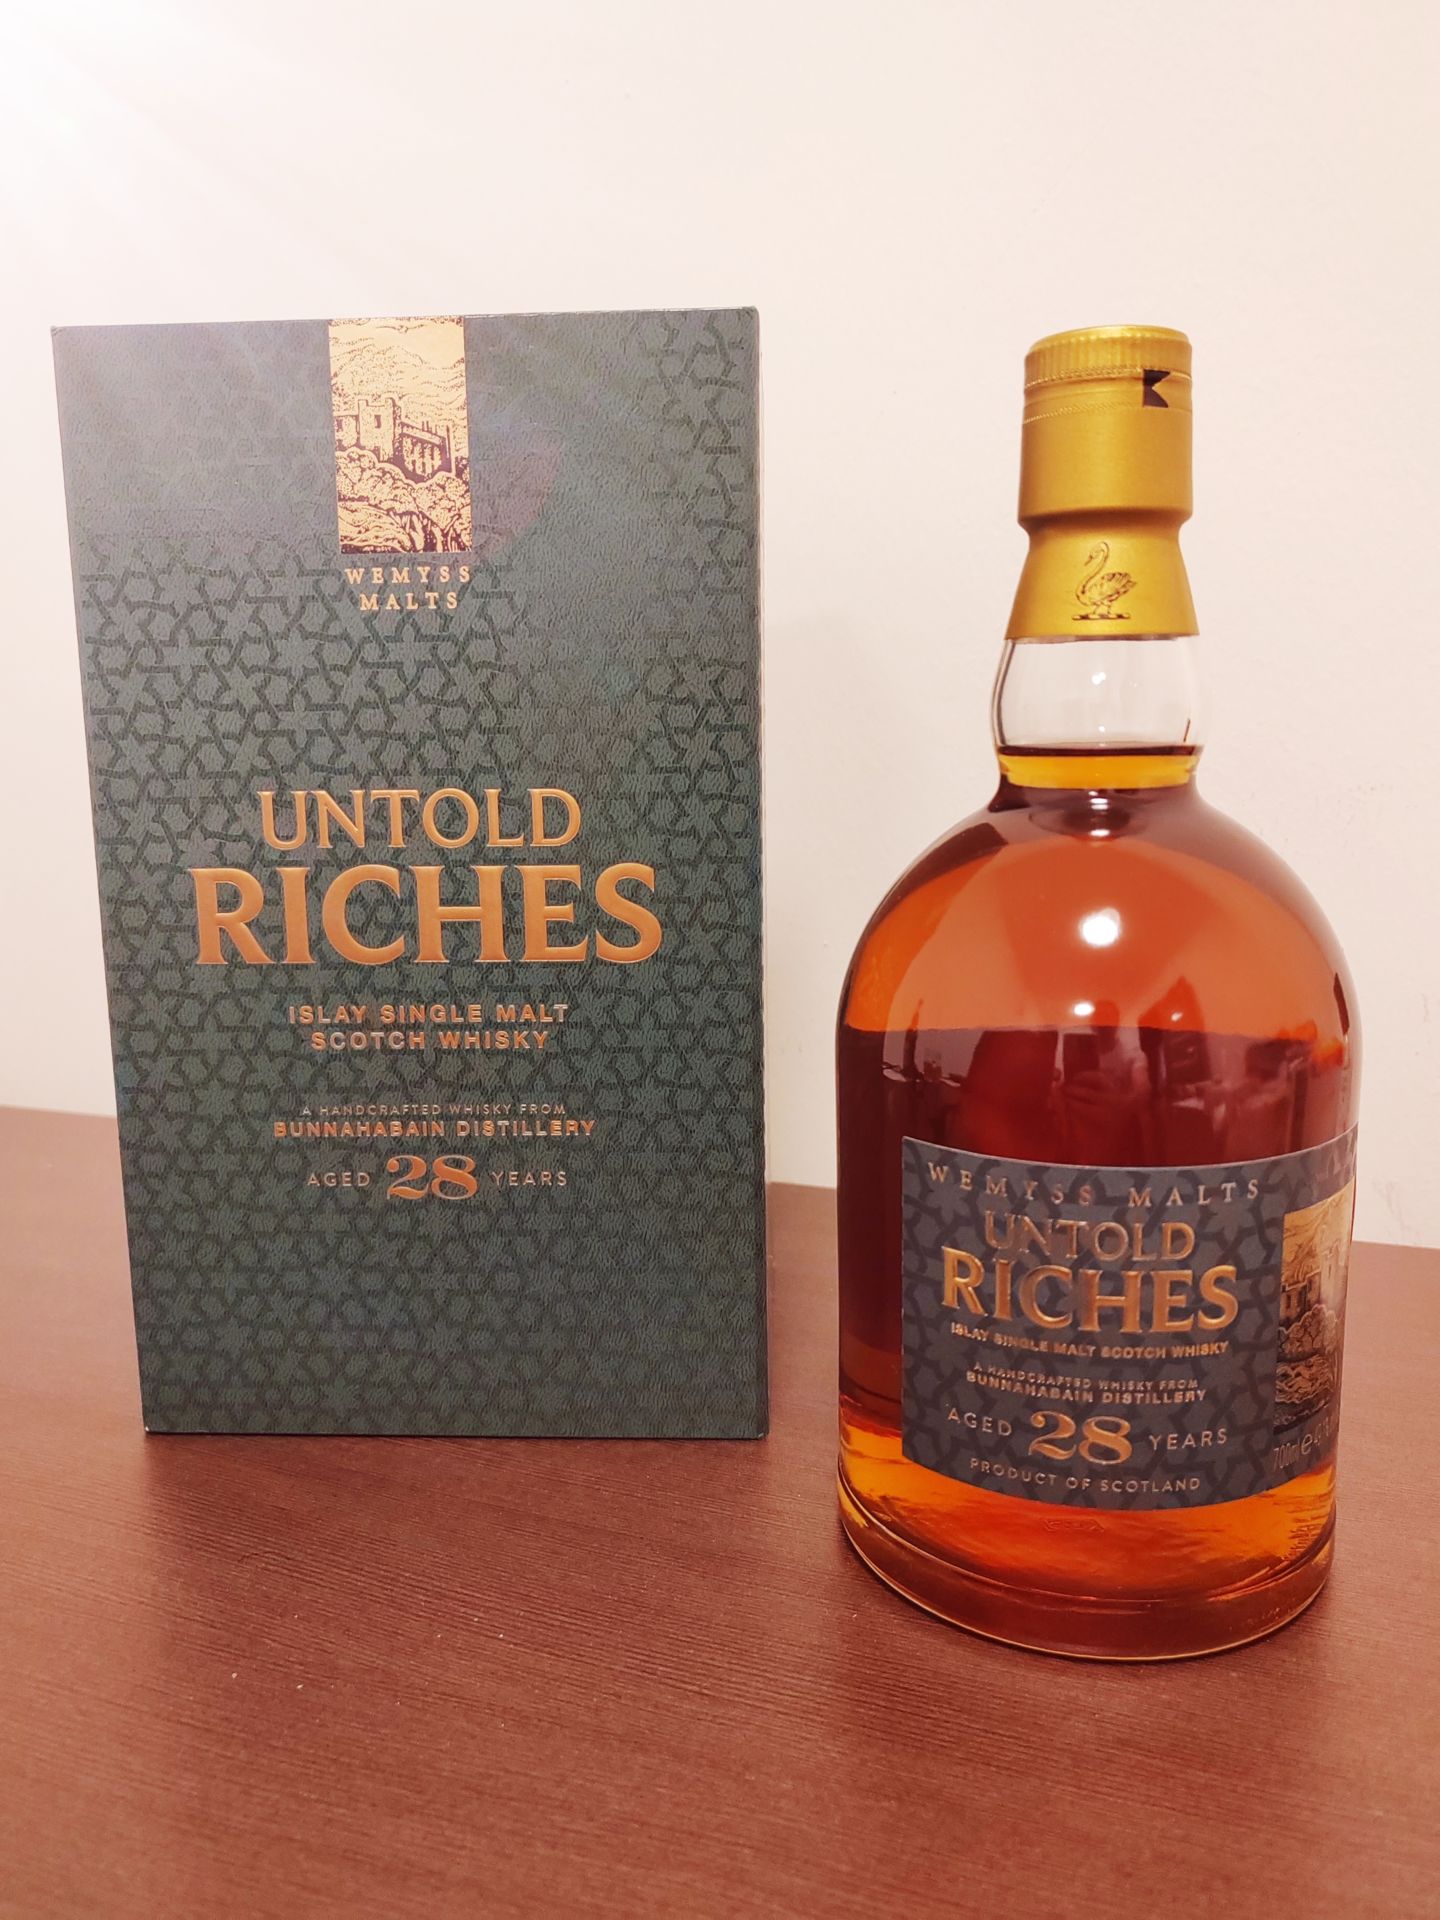 WEMYSS
MALTS
UNTOLD
RICHES
ISLAY SINGLE MALT
SCOTCH WHISKY
A HANDCRAFTED WHISKY FROM
BUNNAHABAIN DISTILLERY
AGED 28 YEARS
WEMYSS MALTS
UNTOLD
RICHES
ISLAY SINGLE MALT SCOTCH WHISKY
A HANDCRAFTED WHISKY FROM
BUNNAHABAIN DISTILLERY
AGED 28 YEARS
PRODUCT OF SCOTLAND
700ml e